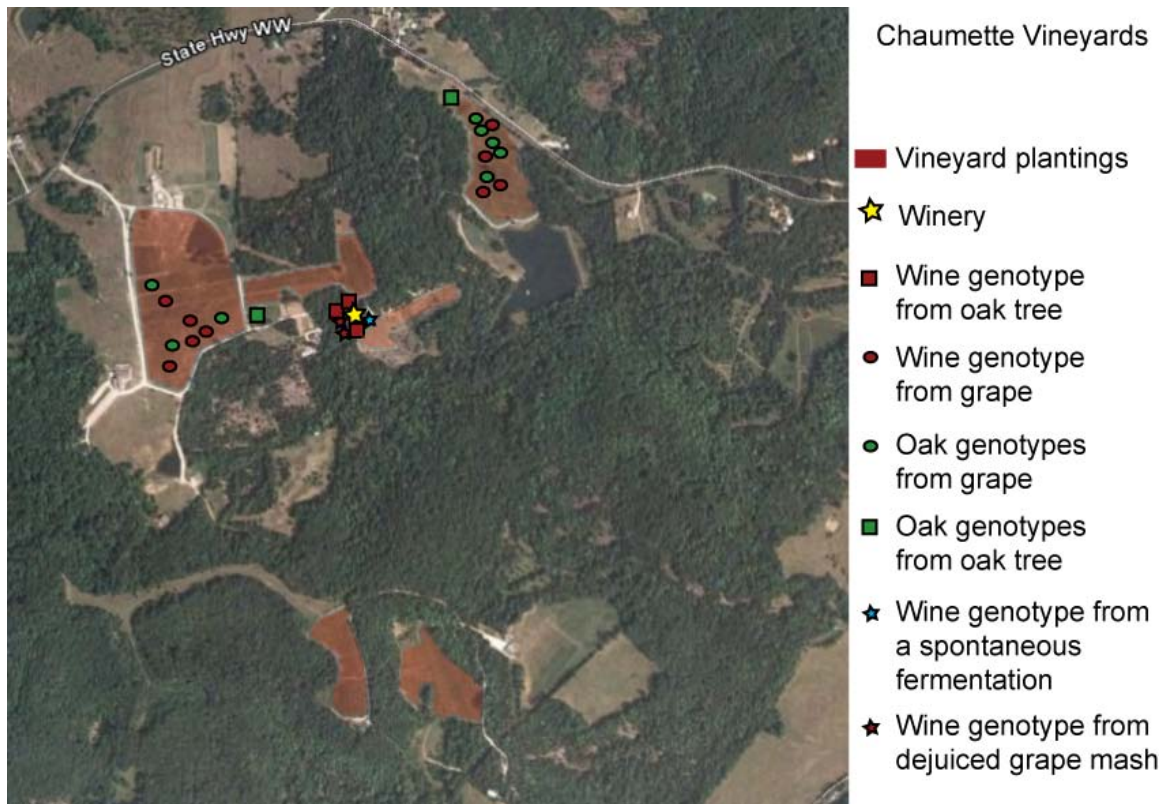 State Hwy WW
Chaumette Vineyards
Vineyard plantings
Winery
Wine genotype
from oak tree
Wine genotype
from grape
Oak genotypes
from grape
Oak genotypes
from oak tree
Wine genotype from
a spontaneous
fermentation
Wine genotype from
dejuiced grape mash